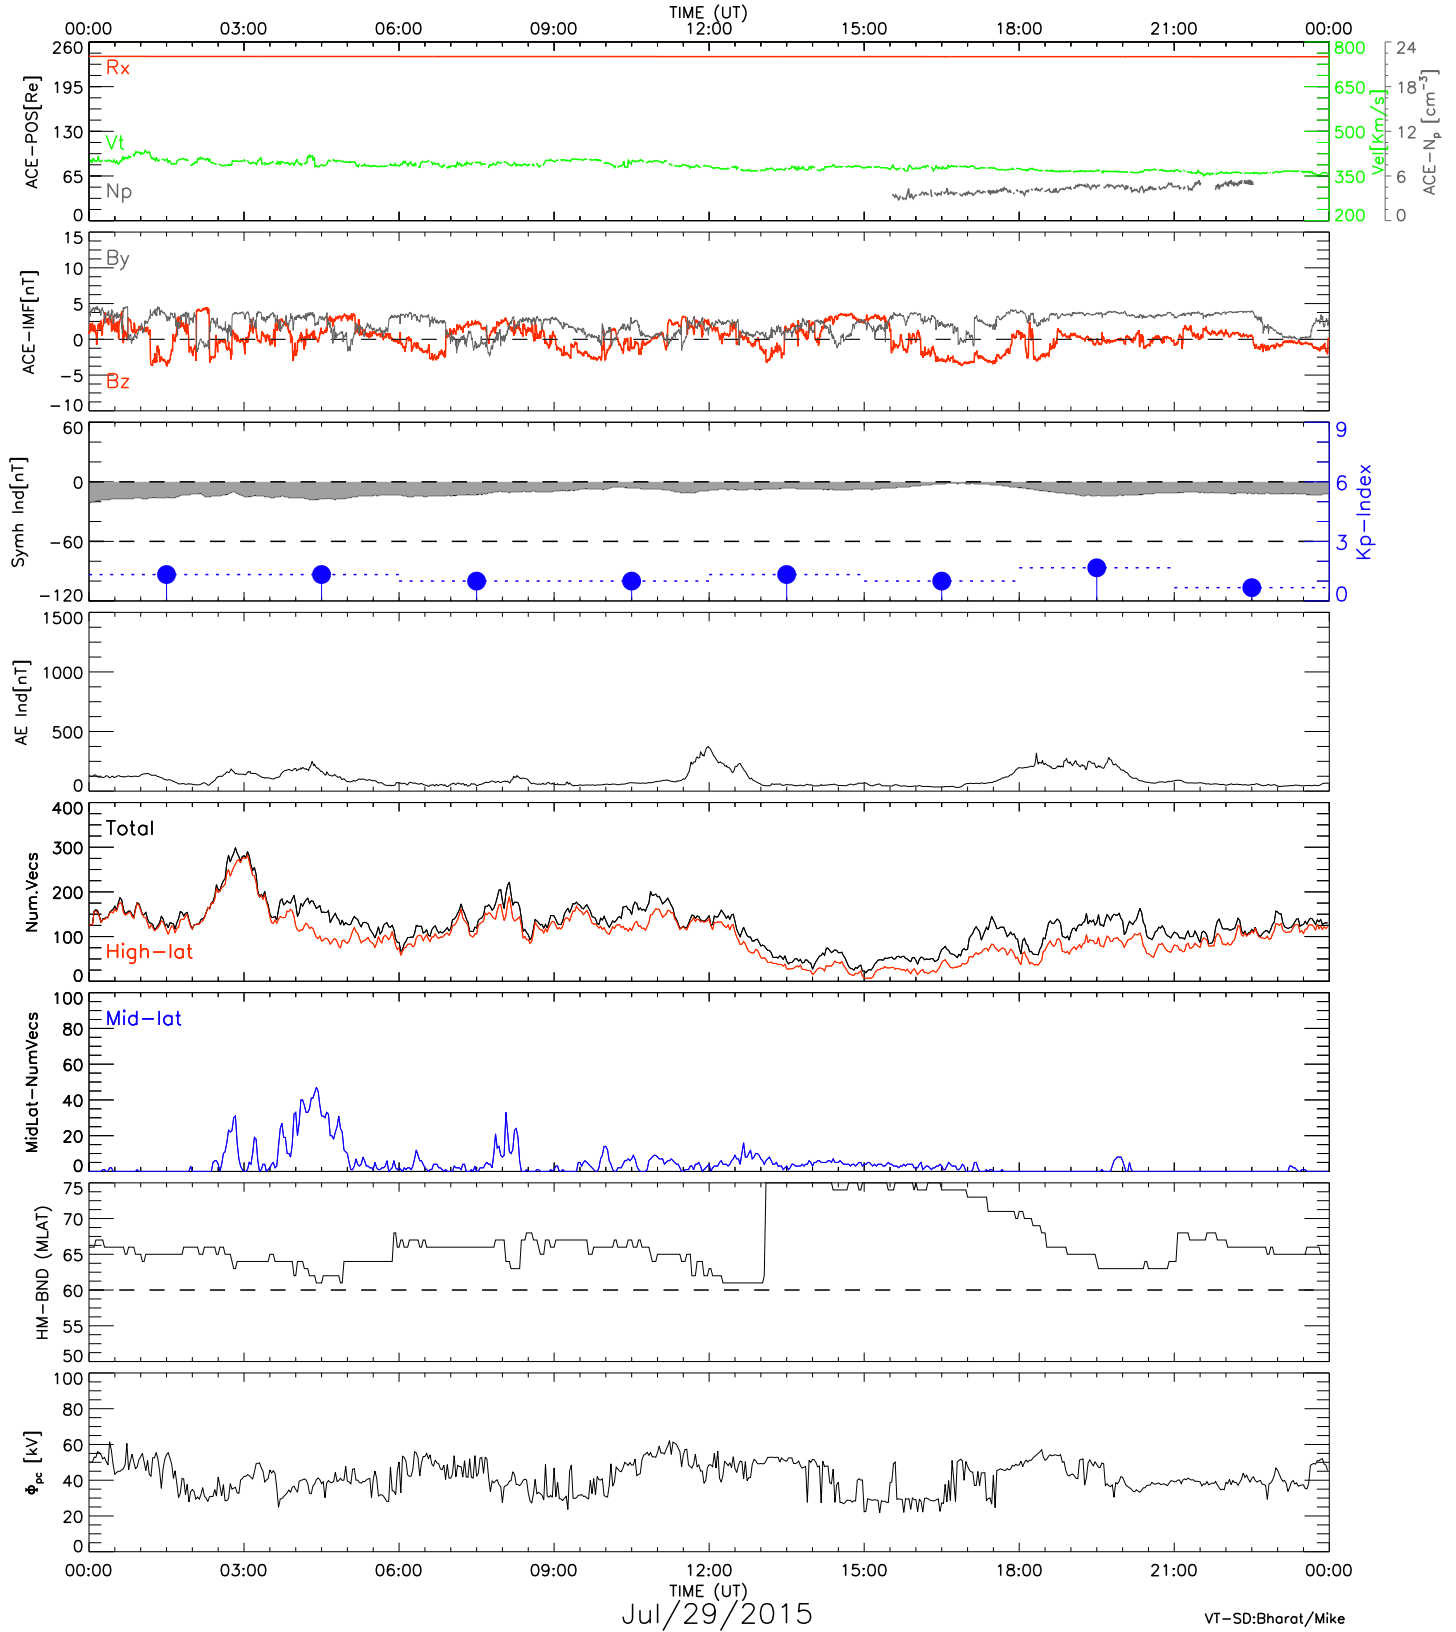 TIME (UT)
00:00 03:00 06:00 09:00 12:00 15:00 18:00 21:00 00:00
ACE-POS[Re]
260
195
130
65
0
Rx
Vt
Np
800
650
500
350
200
Vel[Km/s]
24
18
12
6
0
ACE-Np [cm-3]
ACE-IMF[nT]
15
10
5
0
-5
-10
By
Bz
Symh Ind[nT]
60
0
-60
-120
9
6
3
0
Kp-Index
AE Ind[nT]
1500
1000
500
0
Num.Vecs
400
300
200
100
0
Total
High-lat
MidLat-NumVecs
100
80
60
40
20
0
Mid-lat
HM-BND (MLAT)
75
70
65
60
55
50
Φpc [kV]
100
80
60
40
20
0
00:00 03:00 06:00 09:00 12:00 15:00 18:00 21:00 00:00
TIME (UT)
Jul/29/2015
VT-SD:Bharat/Mike